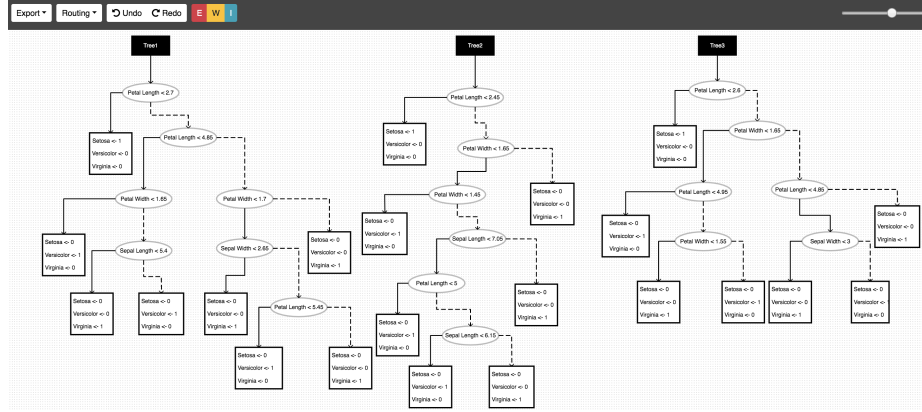 Export Routing Undo Redo E W I
Tree1 Tree2 Tree3
Petal Length < 2.7
Petal Length < 2.45
Petal Length < 2.6
Setosa <- 1
Versicolor <- 0
Virginia <- 0
Petal Length < 4.85
Setosa <- 1
Versicolor <- 0
Virginia <- 0
Petal Width < 1.65
Setosa <- 1
Versicolor <- 0
Virginia <- 0
Petal Width < 1.65
Petal Width < 1.65
Petal Width < 1.7
Petal Width < 1.45
Setosa <- 0
Versicolor <- 0
Virginia <- 1
Petal Length < 4.95
Petal Length < 4.85
Setosa <- 0
Versicolor <- 1
Virginia <- 0
Sepal Length < 5.4
Sepal Width < 2.65
Setosa <- 0
Versicolor <- 0
Virginia <- 1
Setosa <- 0
Versicolor <- 1
Virginia <- 0
Sepal Length < 7.05
Setosa <- 0
Versicolor <- 1
Virginia <- 0
Petal Width < 1.55
Sepal Width < 3
Setosa <- 0
Versicolor <- 0
Virginia <- 1
Setosa <- 0
Versicolor <- 0
Virginia <- 1
Setosa <- 0
Versicolor <- 1
Virginia <- 0
Setosa <- 0
Versicolor <- 0
Virginia <- 1
Petal Length < 5.45
Petal Length < 5
Setosa <- 0
Versicolor <- 0
Virginia <- 1
Setosa <- 0
Versicolor <- 0
Virginia <- 1
Setosa <- 0
Versicolor <- 1
Virginia <- 0
Setosa <- 0
Versicolor <- 0
Virginia <- 1
Setosa <- 0
Versicolor <- 1
Virginia <- 0
Setosa <- 0
Versicolor <- 1
Virginia <- 0
Setosa <- 0
Versicolor <- 0
Virginia <- 1
Setosa <- 0
Versicolor <- 1
Virginia <- 0
Sepal Length < 6.15
Setosa <- 0
Versicolor <- 1
Virginia <- 0
Setosa <- 0
Versicolor <- 0
Virginia <- 1